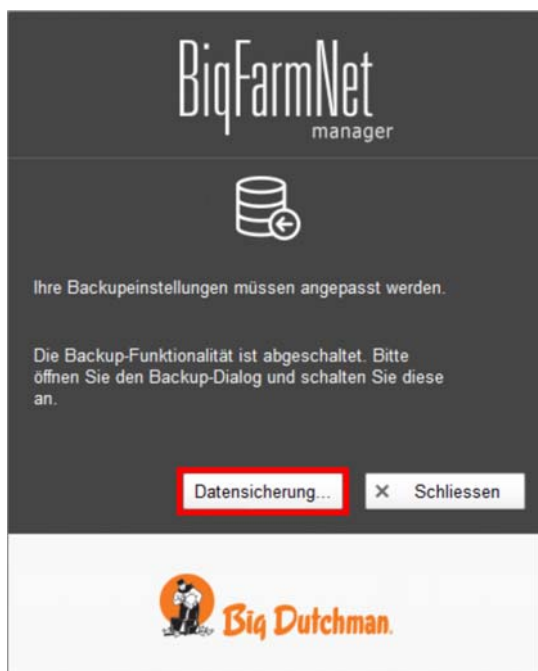 BigFarmNet
manager
Ihre Backupeinstellungen müssen angepasst werden.
Die Backup-Funktionalität ist abgeschaltet. Bitte
öffnen Sie den Backup-Dialog und schalten Sie diese
an.
Datensicherung...
Schliessen
Big Dutchman.